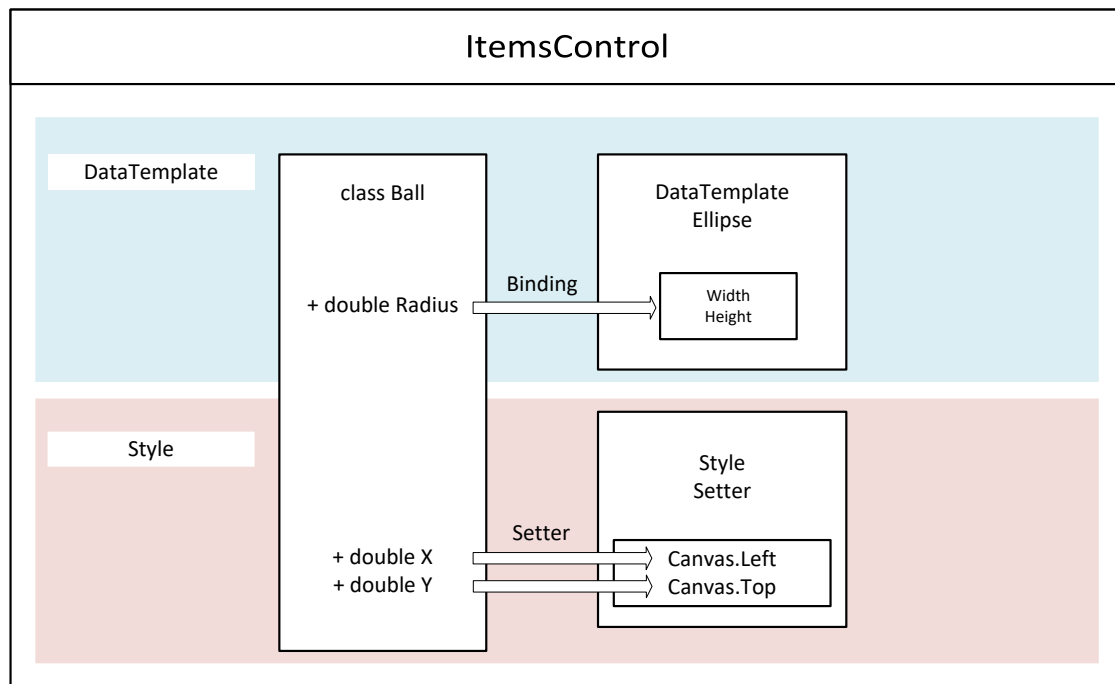 ItemsControl
DataTemplate
class Ball
DataTemplate
Ellipse
Binding
+ double Radius
Width
Height
Style
Style
Setter
Setter
+ double X
Canvas.Left
+ double Y
Canvas.Top